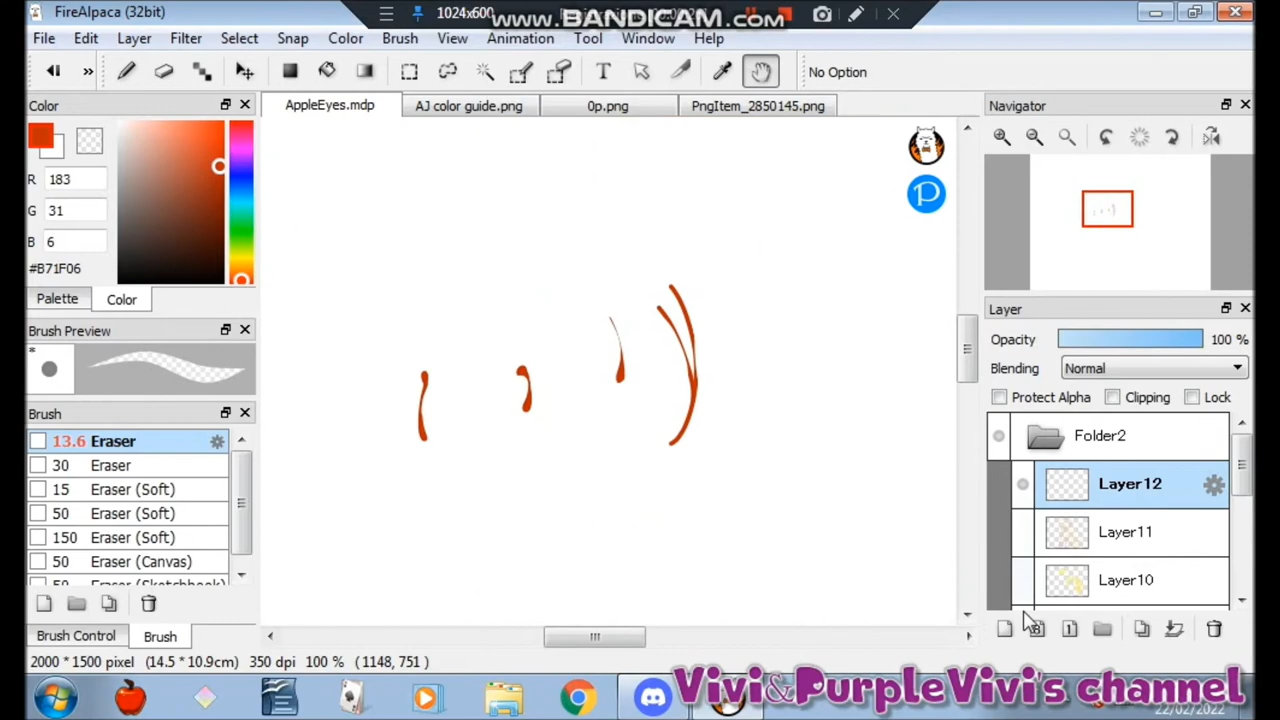 FireAlpaca (32bit)
1024x600
www.BANDICAM.com
File Edit Layer Filter Select Snap Color Brush View Animation Tool Window Help
T No Option
Color
AppleEyes.mdp AJ color guide.png 0p.png PngItem_2850145.png
Navigator
R 183
G 31
B 6
#B71F06
Palette Color
Brush Preview
Layer
Opacity 100 %
Blending Normal
Protect Alpha Clipping Lock
Brush
Folder2
13.6 Eraser
30 Eraser
15 Eraser (Soft)
50 Eraser (Soft)
150 Eraser (Soft)
50 Eraser (Canvas)
Layer12
Layer11
Layer10
Brush Control Brush
2000 * 1500 pixel (14.5 * 10.9cm) 350 dpi 100 % (1148, 751)
Vivi&PurpleVivi's channel
22/02/2022